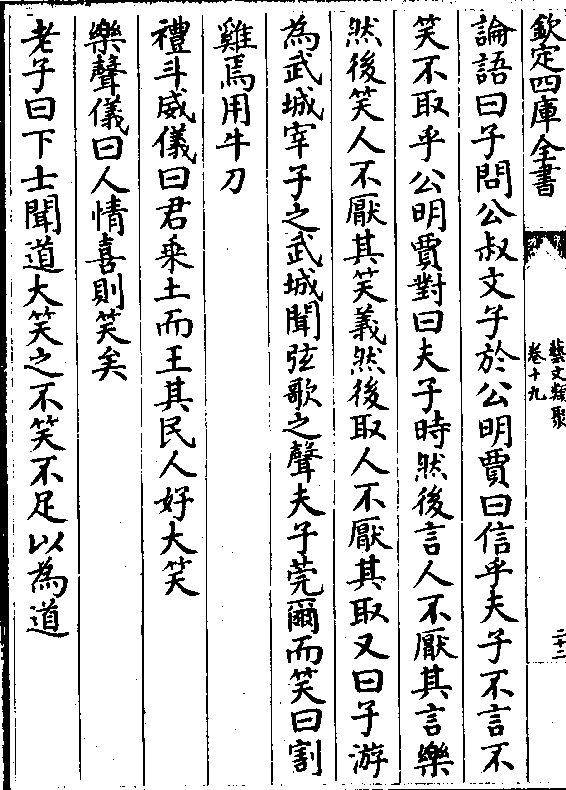 欽定四庫全書
藝文類聚
卷十九
二十二
論語曰子問公叔文子於公明賈曰信乎夫子不言不
笑不取乎公明賈對曰夫子時然後言人不厭其言樂
然後笑人不厭其笑義然後取人不厭其取又曰子游
為武城宰子之武城聞弦歌之聲夫子莞爾而笑曰割
雞焉用牛刀
禮斗威儀曰君乘土而王其民人好大笑
樂聲儀曰人情喜則笑矣
老子曰下士聞道大笑之不笑不足以為道